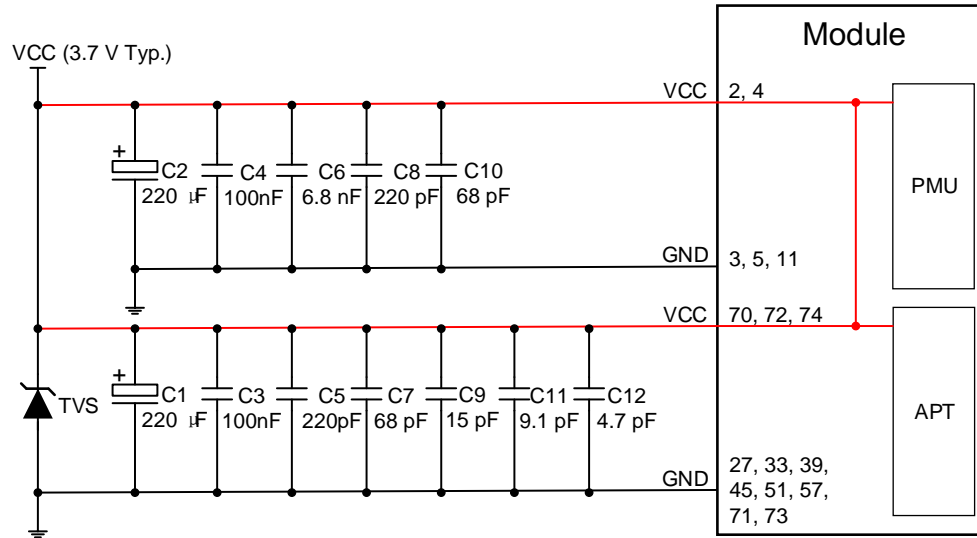 Module
VCC (3.7 V Typ.)
VCC
2, 4
+
C2
C4
C6
C8
C10
220 μF
100nF
6.8 nF
220 pF
68 pF
PMU
GND
3, 5, 11
VCC
70, 72, 74
+
TVS
C1
C3
C5
C7
C9
C11
C12
220 μF
100nF
220pF
68 pF
15 pF
9.1 pF
4.7 pF
APT
GND
27, 33, 39,
45, 51, 57,
71, 73